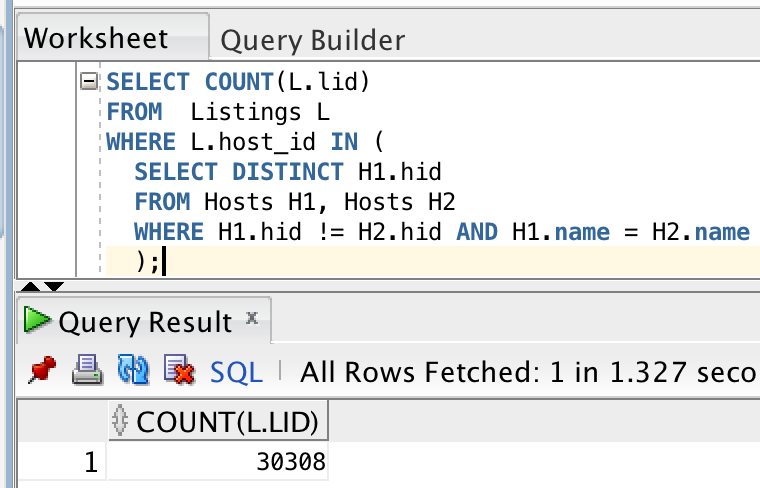 Worksheet Query Builder
SELECT COUNT(L.lid)
FROM  Listings L
WHERE L.host_id IN (
  SELECT DISTINCT H1.hid
  FROM Hosts H1, Hosts H2
  WHERE H1.hid != H2.hid AND H1.name = H2.name
  );
Query Result x
SQL | All Rows Fetched: 1 in 1.327 seco
COUNT(L.LID)
1 30308